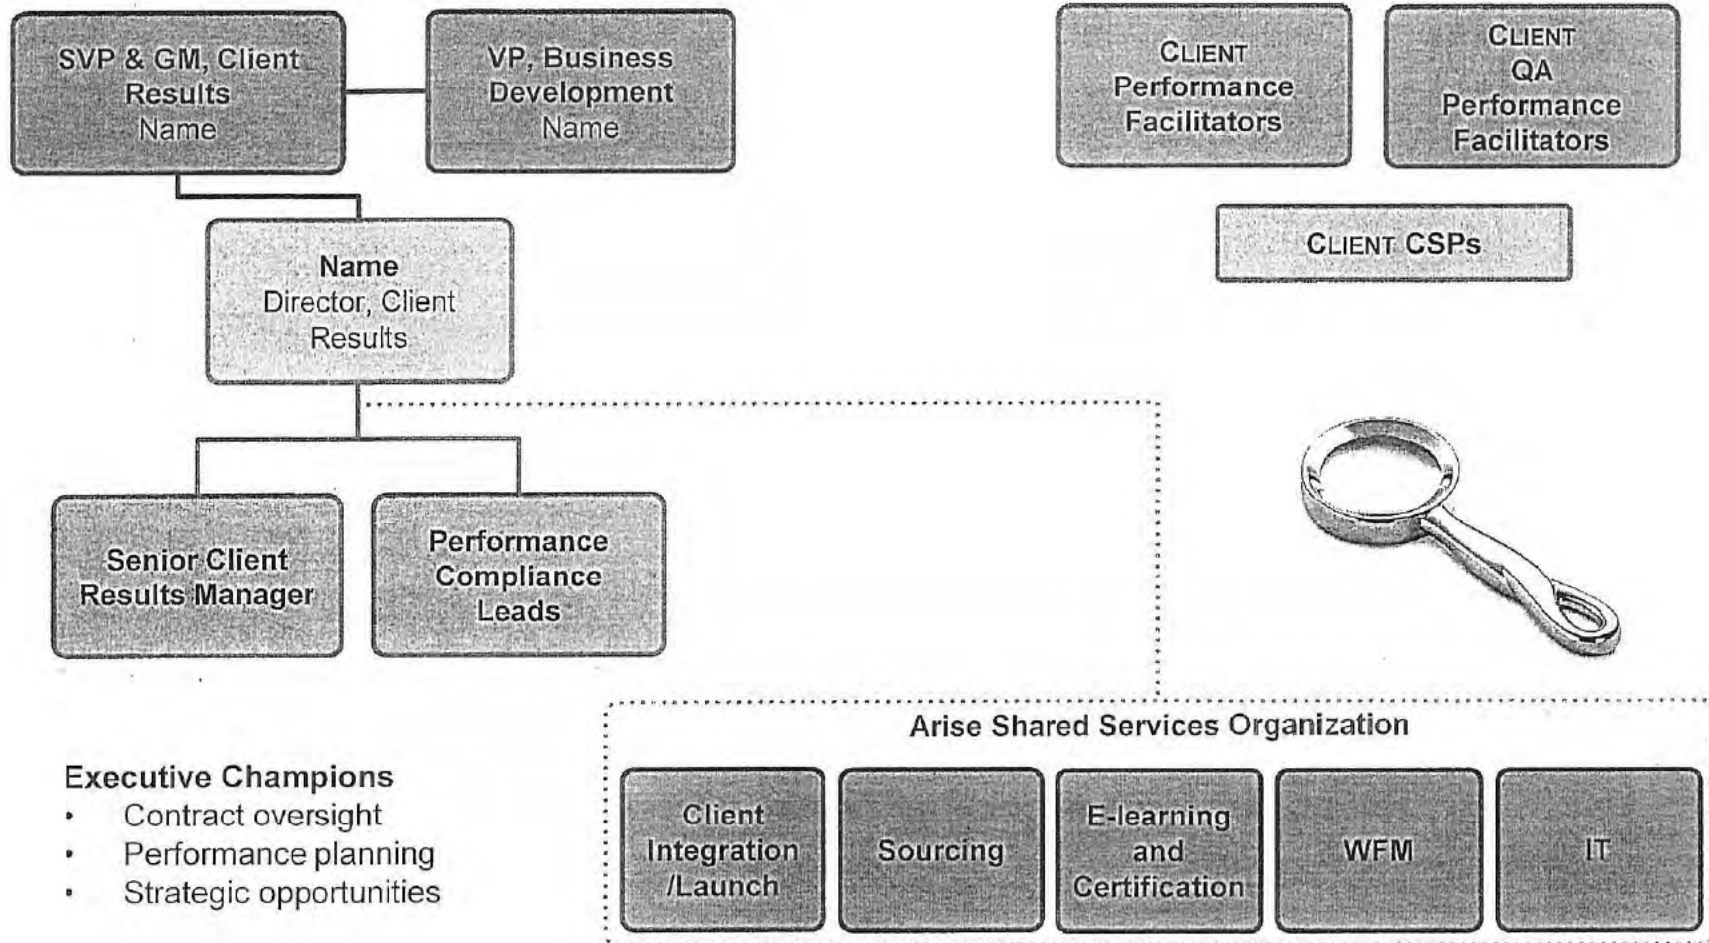 SVP & GM, Client
Results
Name
VP, Business
Development
Name
CLIENT
Performance
Facilitators
CLIENT
QA
Performance
Facilitators
CLIENT CSPs
Name
Director, Client
Results
Senior Client
Results Manager
Performance
Compliance
Leads
Executive Champions
• Contract oversight
• Performance planning
• Strategic opportunities
Arise Shared Services Organization
Client
Integration
/Launch
Sourcing
E-learning
and
Certification
WFM
IT